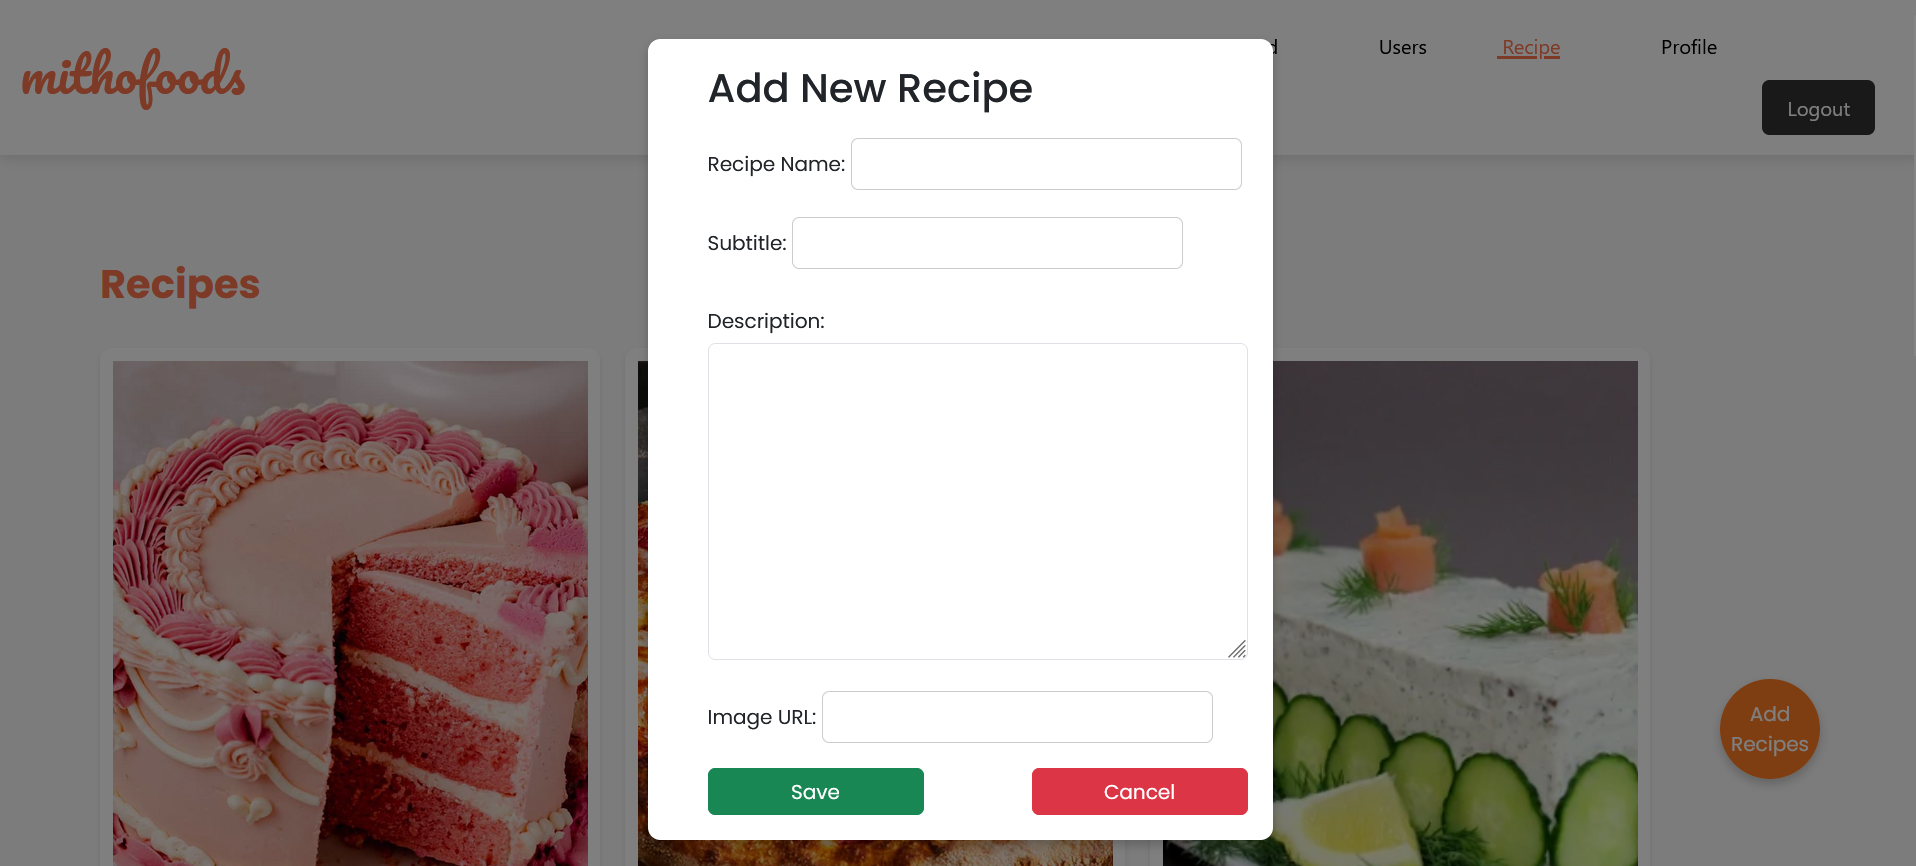 mithofoods
Users
Recipe
Profile
Logout
Add New Recipe
Recipe Name:
Subtitle:
Recipes
Description:
Add
Recipes
Image URL:
Save
Cancel